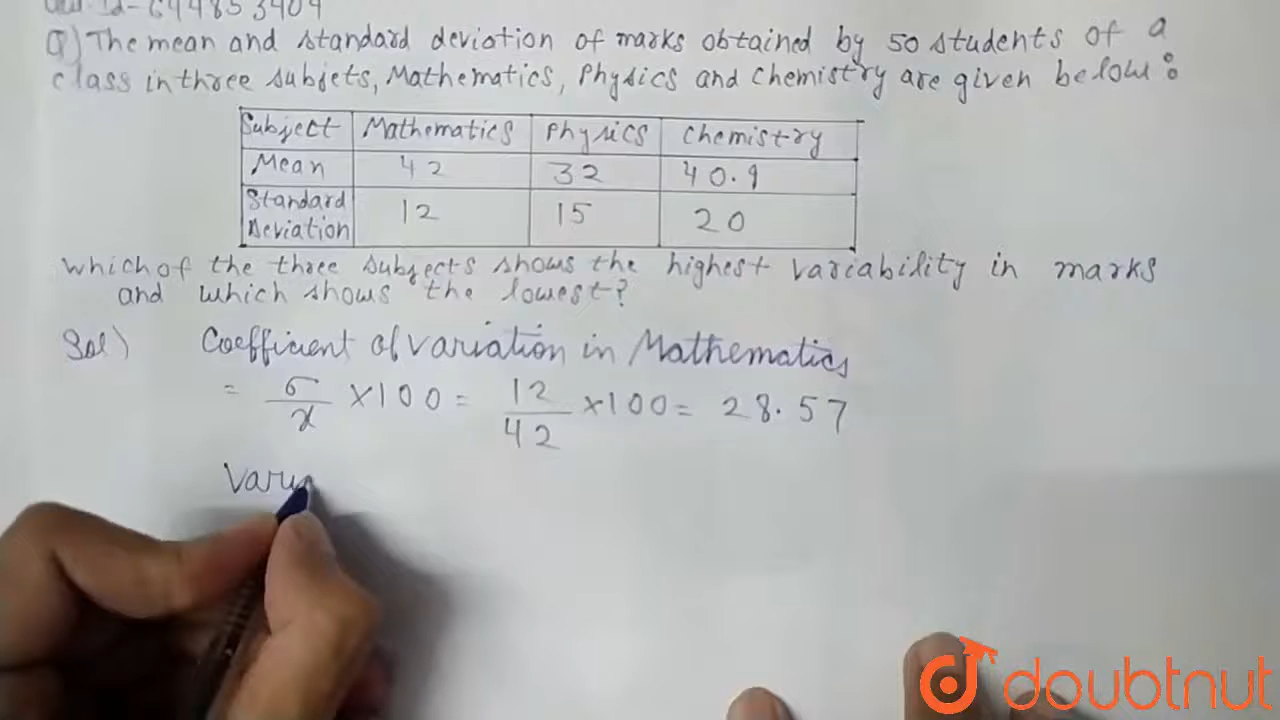 Q) The mean and standard deviation of marks obtained by 50 students of a
class in three subjets, Mathematics, Physics and chemistry are given below:
Subject Mathematics Physics chemistry
Mean 42 32 40.9
Standard Deviation 12 15 20
which of the three subjects shows the highest variability in marks
and which shows the lowest?
Sol) Coefficient of variation in Mathematics
= σ/x ×100 = 12/42 ×100 = 28.57
Vari
doubtnut